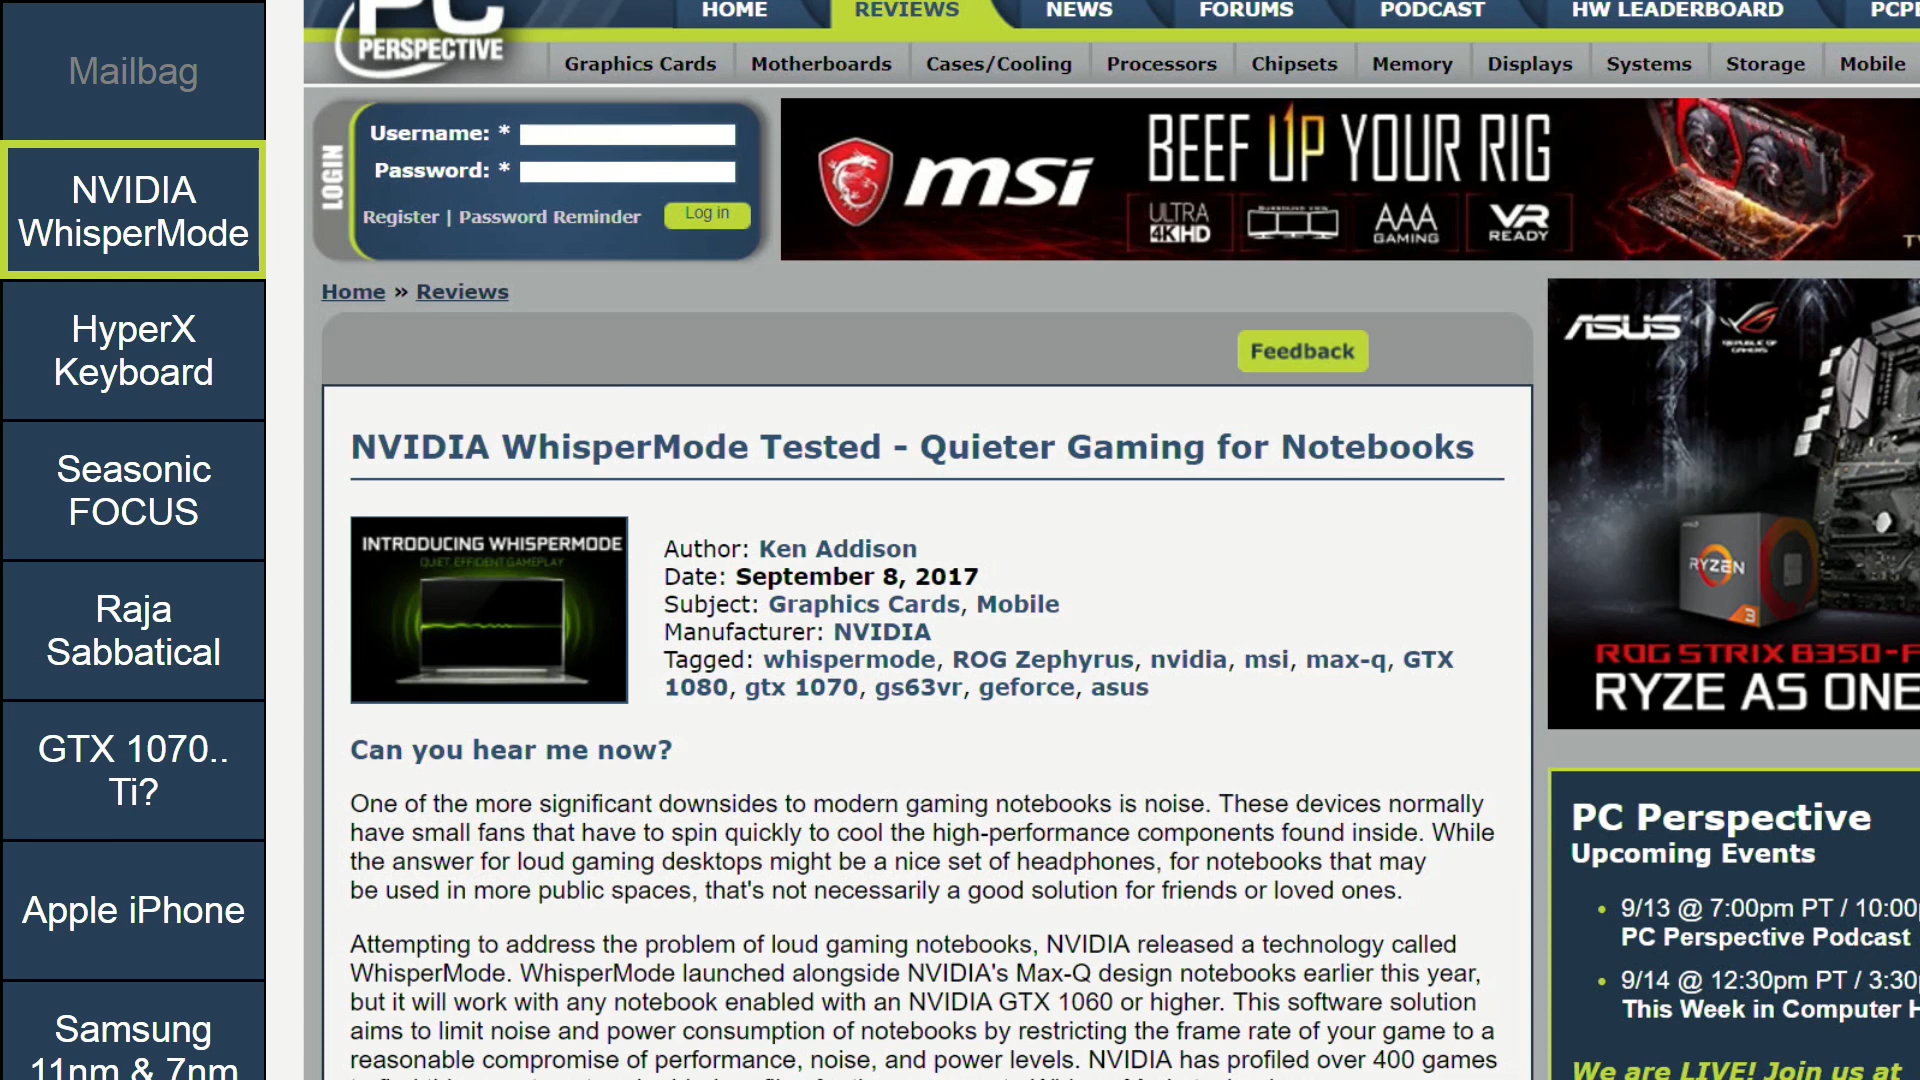 Mailbag
NVIDIA
WhisperMode
HyperX
Keyboard
Seasonic
FOCUS
Raja
Sabbatical
GTX 1070..
Ti?
Apple iPhone
Samsung
11nm & 7nm
PC
PERSPECTIVE
HOME
REVIEWS
NEWS
FORUMS
PODCAST
HW LEADERBOARD
Graphics Cards
Motherboards
Cases/Cooling
Processors
Chipsets
Memory
Displays
Systems
Storage
Mobile
LOGIN
Username: *
Password: *
Register | Password Reminder
Log in
msi
BEEF UP YOUR RIG
ULTRA
4K HD
AAA
GAMING
VR
READY
Home » Reviews
Feedback
NVIDIA WhisperMode Tested - Quieter Gaming for Notebooks
INTRODUCING WHISPERMODE
QUIET, EFFICIENT GAMEPLAY
Author: Ken Addison
Date: September 8, 2017
Subject: Graphics Cards, Mobile
Manufacturer: NVIDIA
Tagged: whispermode, ROG Zephyrus, nvidia, msi, max-q, GTX
1080, gtx 1070, gs63vr, geforce, asus
Can you hear me now?
One of the more significant downsides to modern gaming notebooks is noise. These devices normally
have small fans that have to spin quickly to cool the high-performance components found inside. While
the answer for loud gaming desktops might be a nice set of headphones, for notebooks that may
be used in more public spaces, that's not necessarily a good solution for friends or loved ones.
Attempting to address the problem of loud gaming notebooks, NVIDIA released a technology called
WhisperMode. WhisperMode launched alongside NVIDIA's Max-Q design notebooks earlier this year,
but it will work with any notebook enabled with an NVIDIA GTX 1060 or higher. This software solution
aims to limit noise and power consumption of notebooks by restricting the frame rate of your game to a
reasonable compromise of performance, noise, and power levels. NVIDIA has profiled over 400 games
ASUS
REPUBLIC OF
GAMERS
RYZEN
3
ROG STRIX B350-F
RYZE AS ONE
PC Perspective
Upcoming Events
9/13 @ 7:00pm PT / 10:00p
PC Perspective Podcast
9/14 @ 12:30pm PT / 3:30p
This Week in Computer H
We are LIVE! Join us at